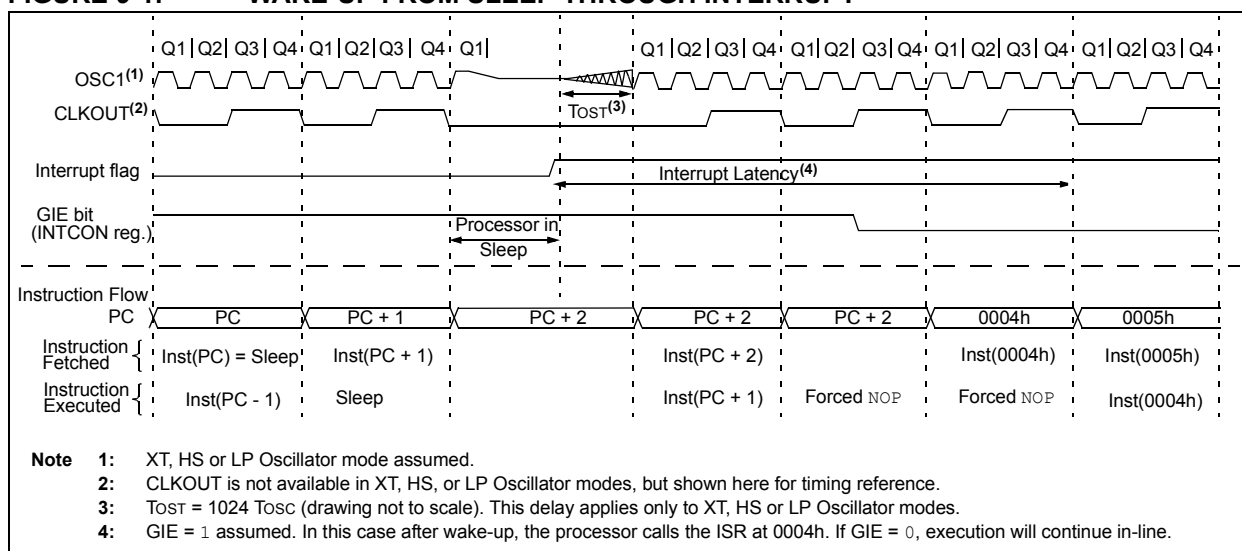 Q1 Q2 Q3 Q4 Q1 Q2 Q3 Q4 Q1 Q1 Q2 Q3 Q4 Q1 Q2 Q3 Q4 Q1 Q2 Q3 Q4 Q1 Q2 Q3 Q4
OSC1(1)
CLKOUT(2)
TOST(3)
Interrupt flag
Interrupt Latency(4)
GIE bit
(INTCON reg.)
Processor in
Sleep
Instruction Flow
PC PC PC + 1 PC + 2 PC + 2 PC + 2 0004h 0005h
Instruction
Fetched
Inst(PC) = Sleep Inst(PC + 1) Inst(PC + 2) Inst(0004h) Inst(0005h)
Instruction
Executed
Inst(PC - 1) Sleep Inst(PC + 1) Forced NOP Forced NOP Inst(0004h)
Note 1: XT, HS or LP Oscillator mode assumed.
2: CLKOUT is not available in XT, HS, or LP Oscillator modes, but shown here for timing reference.
3: TOST = 1024 TOSC (drawing not to scale). This delay applies only to XT, HS or LP Oscillator modes.
4: GIE = 1 assumed. In this case after wake-up, the processor calls the ISR at 0004h. If GIE = 0, execution will continue in-line.